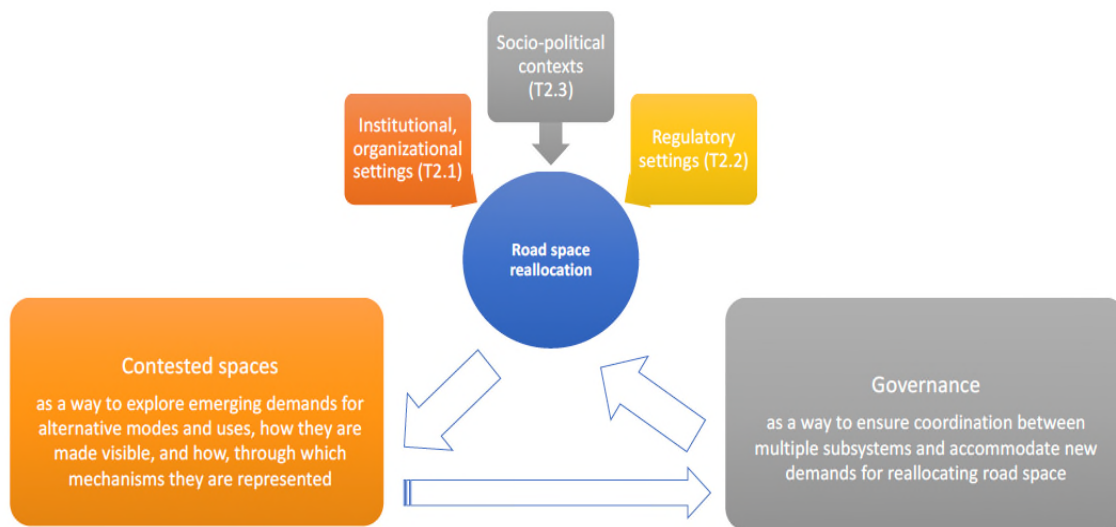 Socio-political
contexts
(T2.3)
Institutional,
organizational
settings (T2.1)
Regulatory
settings (T2.2)
Road space
reallocation
Contested spaces
as a way to explore emerging demands for
alternative modes and uses, how they are
made visible, and how, through which
mechanisms they are represented
Governance
as a way to ensure coordination between
multiple subsystems and accommodate new
demands for reallocating road space